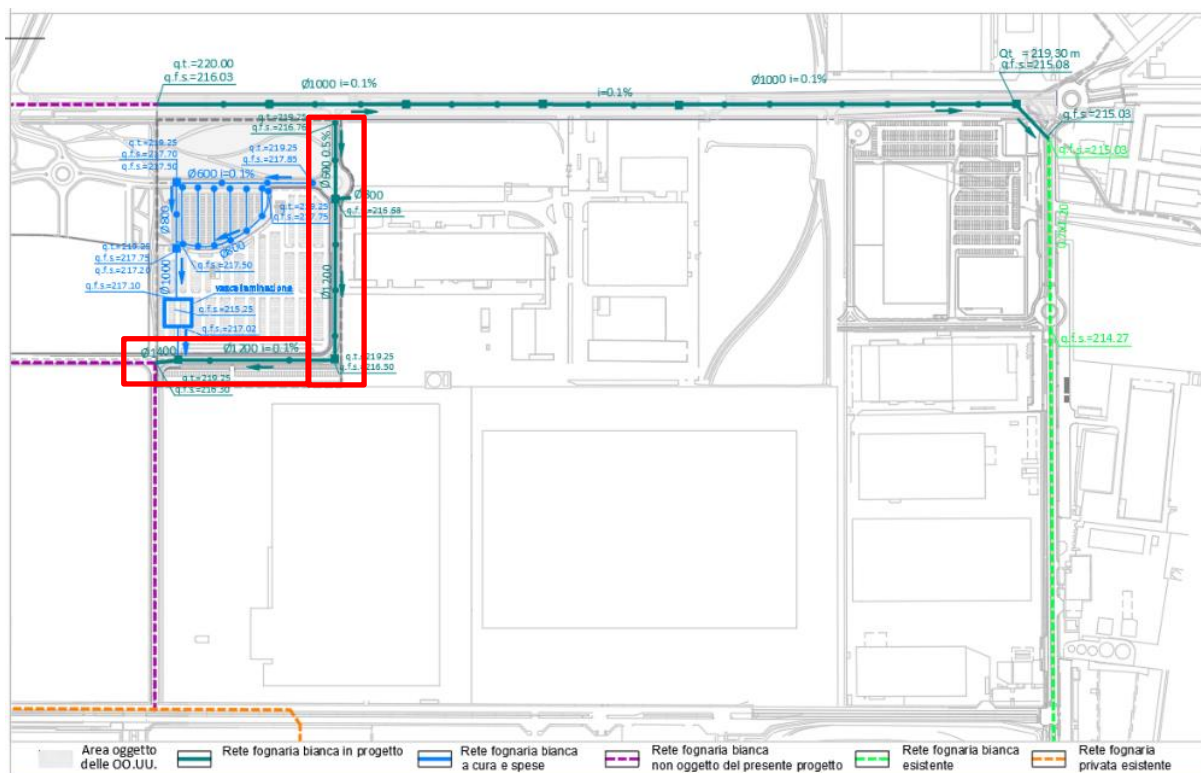 q.t.=220.00
q.f.s.=216.03
Ø1000 i=0.1%
i=0.1%
Ø1000 i=0.1%
Qt = 219,30 m
q.f.s.=215.08
q.f.s.=215.03
q.f.s.=215.03
q.t.=219.25
q.f.s.=216.76
q.t.=219.25
q.f.s.=217.70
q.f.s.=217.50
q.t.=219.25
q.f.s.=217.85
Ø600 i=0.1%
Ø600 0.5%
Ø800
q.t.=219.25
q.f.s.=217.75
Ø800
q.t.=219.25
q.f.s.=217.75
q.f.s.=217.20
q.f.s.=217.50
Ø1000
Ø1200
q.f.s.=217.10
vasca laminazione
q.f.s.=215.25
q.f.s.=217.02
Ø1400
Ø1200 i=0.1%
q.t.=219.25
q.f.s.=216.50
q.t.=219.25
q.f.s.=216.30
q.f.s.=214.27
Area oggetto
delle OO.UU.
Rete fognaria bianca in progetto
Rete fognaria bianca
a cura e spese
Rete fognaria bianca
non oggetto del presente progetto
Rete fognaria bianca
esistente
Rete fognaria
privata esistente